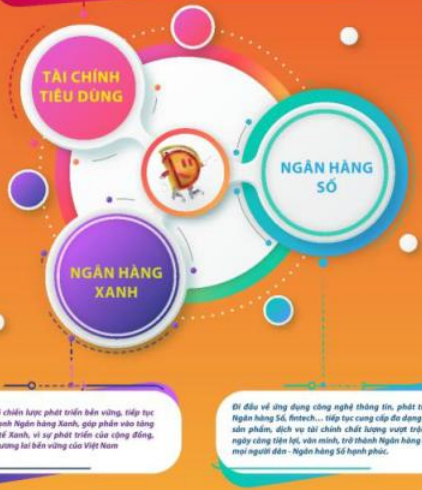 TÀI CHÍNH
TIÊU DÙNG
NGÂN HÀNG
SỐ
NGÂN HÀNG
XANH
chiến lược phát triển bền vững, tiếp tục
Ngân hàng Xanh, góp phần vào tăng
Xanh, vì sự phát triển của cộng đồng,
tương lai bền vững của Việt Nam
Đi đầu về ứng dụng công nghệ thông tin, phát
Ngân hàng Số, fintech... tiếp tục cung cấp đa dạng
sản phẩm, dịch vụ tài chính chất lượng vượt
ngày càng tiện lợi, văn minh, trở thành Ngân hàng
mọi người dân - Ngân hàng Số hạnh phúc.